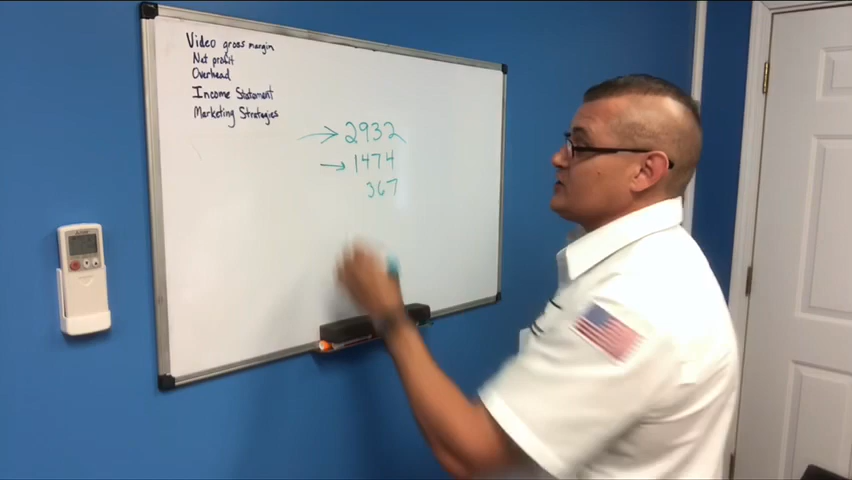 Video gross margin
Net profit
Overhead
Income Statement
Marketing Strategies
2932
1474
367